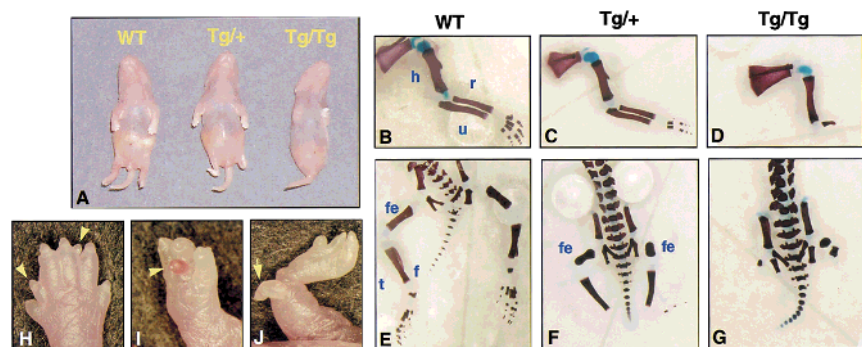 WT Tg/+ Tg/Tg
WT Tg/+ Tg/Tg
A
h r
u
B
C
D
fe
t f
E
fe fe
F
G
H
I
J